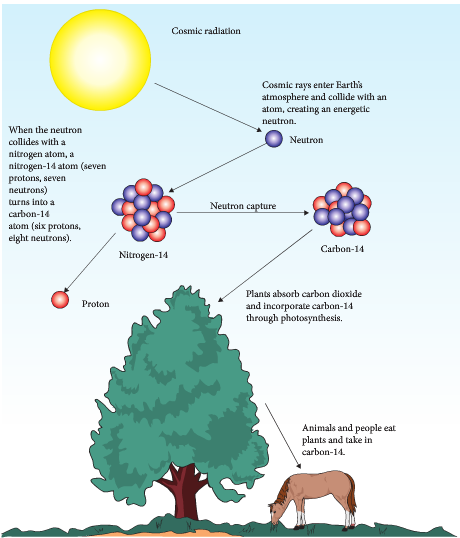 Cosmic radiation
Cosmic rays enter Earth's
atmosphere and collide with an
atom, creating an energetic
neutron.
Neutron
When the neutron
collides with a
nitrogen atom, a
nitrogen-14 atom (seven
protons, seven
neutrons)
turns into a
carbon-14
atom (six protons,
eight neutrons).
Neutron capture
Nitrogen-14
Carbon-14
Proton
Plants absorb carbon dioxide
and incorporate carbon-14
through photosynthesis.
Animals and people eat
plants and take in
carbon-14.